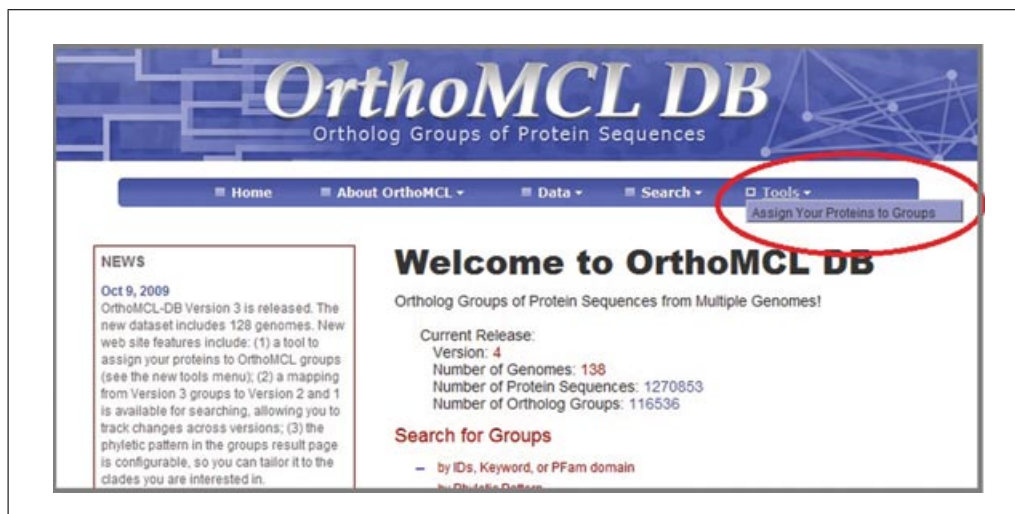 OrthoMCL DB
Ortholog Groups of Protein Sequences
Home About OrthoMCL Data Search Tools
Assign Your Proteins to Groups
NEWS
Oct 9, 2009
OrthoMCL-DB Version 3 is released. The
new dataset includes 128 genomes. New
web site features include: (1) a tool to
assign your proteins to OrthoMCL groups
(see the new tools menu); (2) a mapping
from Version 3 groups to Version 2 and 1
is available for searching, allowing you to
track changes across versions; (3) the
phyletic pattern in the groups result page
is configurable, so you can tailor it to the
clades you are interested in.
Welcome to OrthoMCL DB
Ortholog Groups of Protein Sequences from Multiple Genomes!
Current Release:
Version: 4
Number of Genomes: 138
Number of Protein Sequences: 1270853
Number of Ortholog Groups: 116536
Search for Groups
– by IDs, Keyword, or PFam domain
by Phyletic Pattern